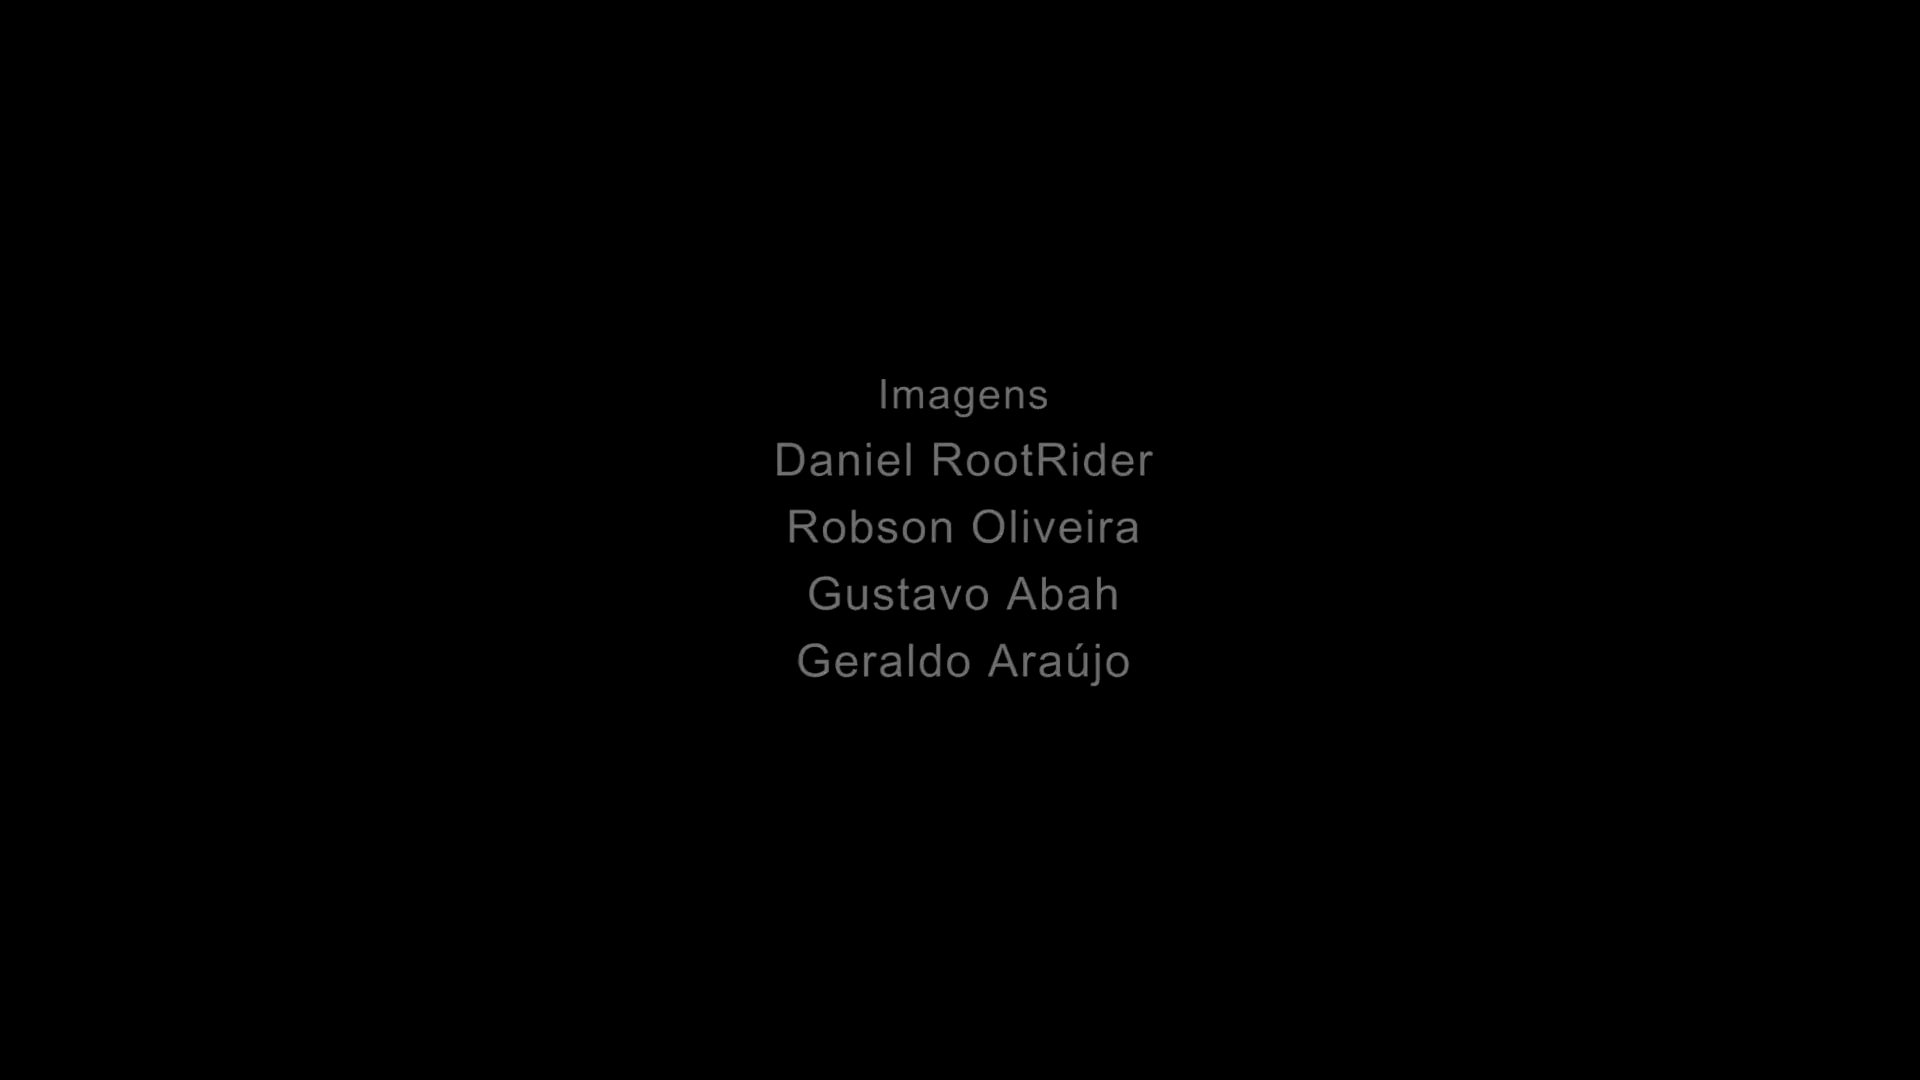 Imagens
Daniel RootRider
Robson Oliveira
Gustavo Abah
Geraldo Araújo